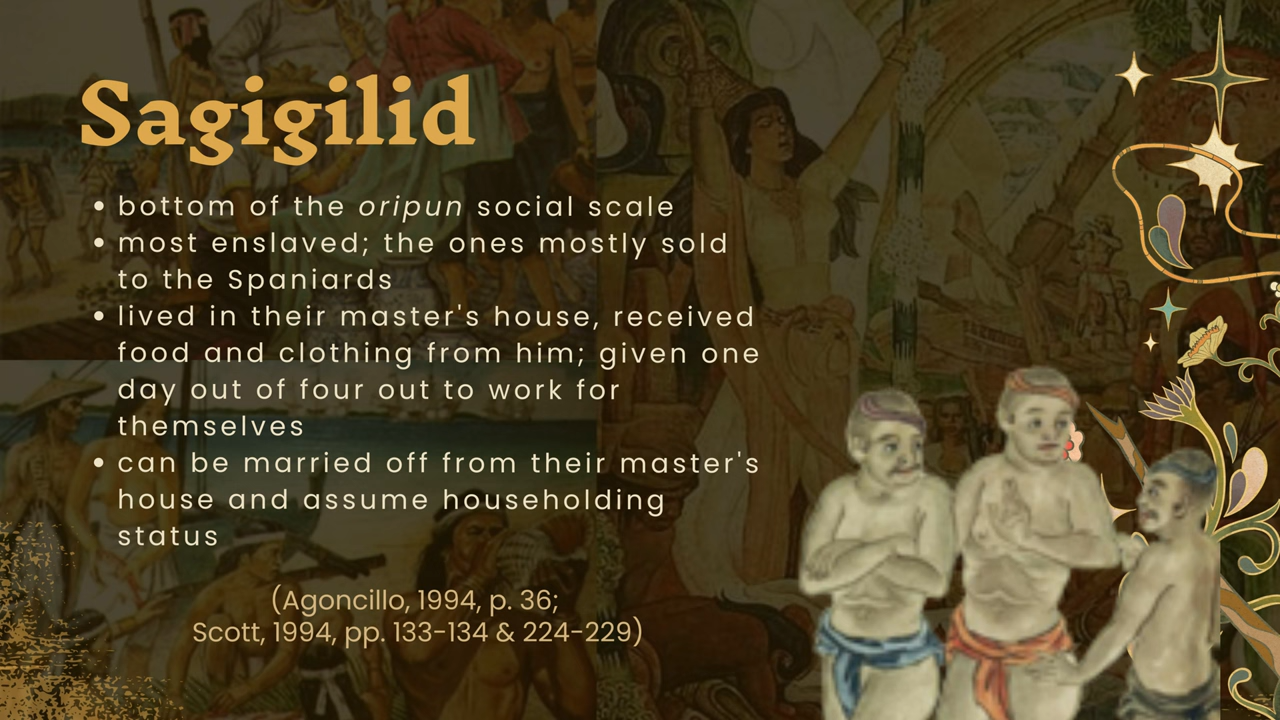 Sagigilid
• bottom of the oripun social scale
• most enslaved; the ones mostly sold
to the Spaniards
• lived in their master's house, received
food and clothing from him; given one
day out of four out to work for
themselves
• can be married off from their master's
house and assume householding
status
(Agoncillo, 1994, p. 36;
Scott, 1994, pp. 133-134 & 224-229)